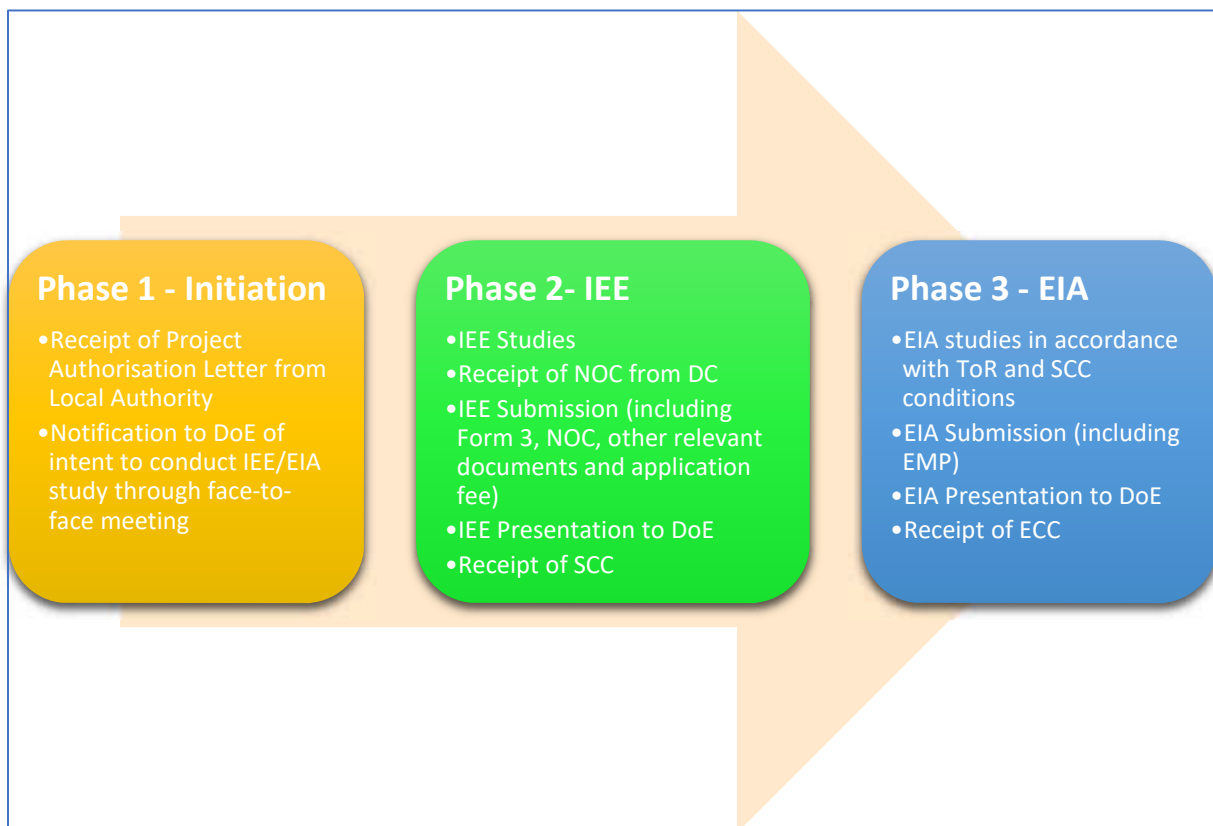 Phase 1 - Initiation
•Receipt of Project
Authorisation Letter from
Local Authority
•Notification to DoE of
intent to conduct IEE/EIA
study through face-to-
face meeting
Phase 2- IEE
•IEE Studies
•Receipt of NOC from DC
•IEE Submission (including
Form 3, NOC, other relevant
documents and application
fee)
•IEE Presentation to DoE
•Receipt of SCC
Phase 3 - EIA
•EIA studies in accordance
with ToR and SCC
conditions
•EIA Submission (including
EMP)
•EIA Presentation to DoE
•Receipt of ECC